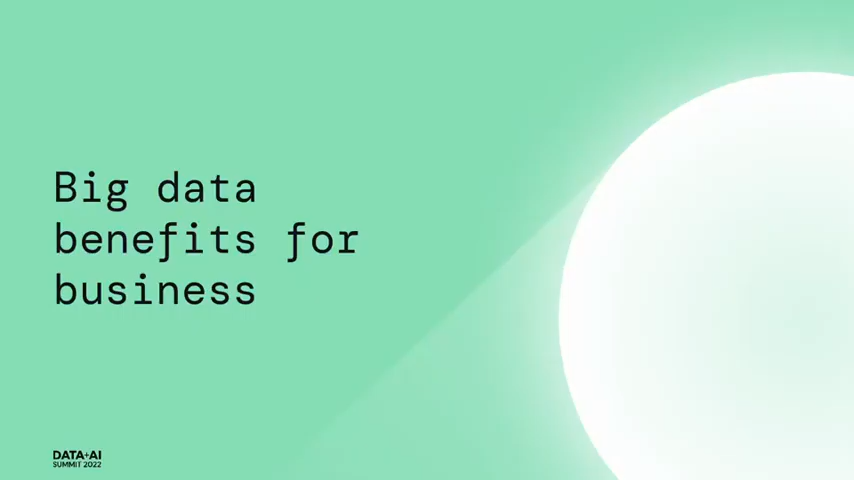 Big data
benefits for
business
DATA+AI
SUMMIT 2022